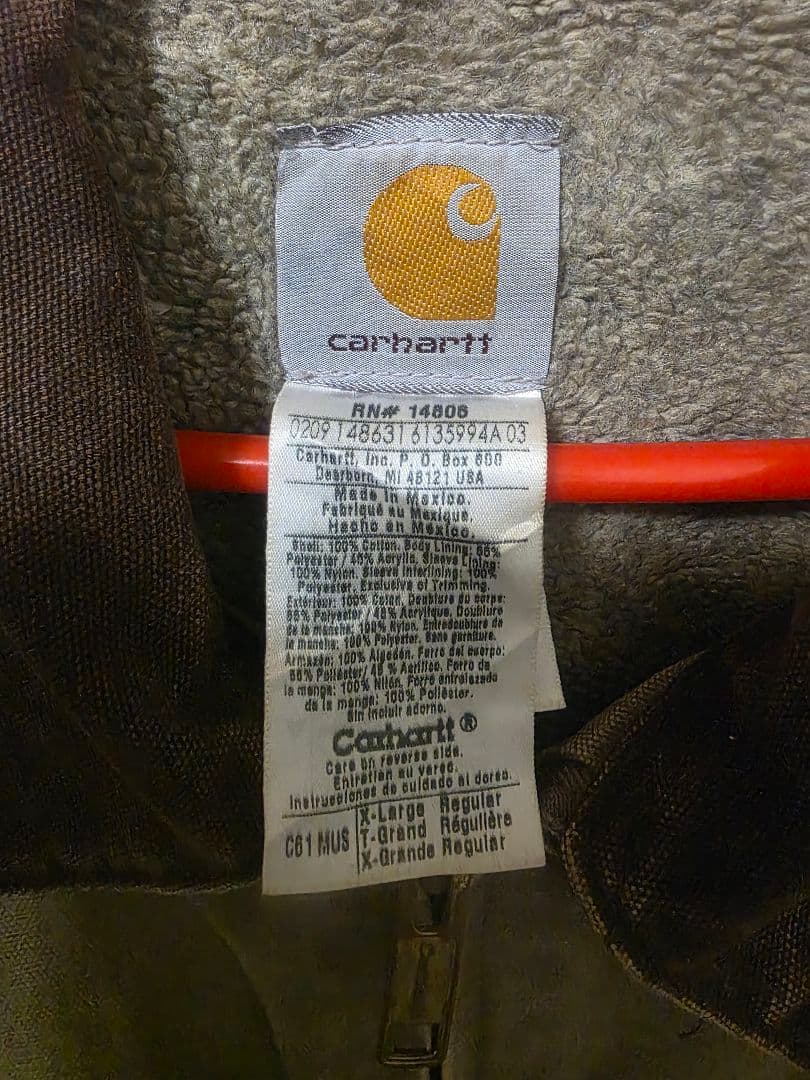 carhartt
RN# 14806
0209 148631 6135994A 03
Carhartt, Inc. P. O. Box 600
Dearborn, MI 48121 USA
Made in Mexico.
Fabriqué au Mexique.
Hecho en Mexico.
Shell: 100% Cotton. Body Lining: 55%
Polyester / 45% Acrylic. Sleeve Lining:
100% Nylon. Sleeve Interlining: 100%
Polyester. Exclusive of Trimming.
Extérieur: 100% Coton. Doublure du corps:
55% Polyester / 45% Acrylique. Doublure
de la manche: 100% Nylon. Entredoublure de
la manche: 100% Polyester. Sans garniture.
Armazón: 100% Algodón. Forro del cuerpo:
55% Poliéster/ 45 % Acrílico. Forro de
la manga: 100% Nilón. Forro entrelazado
de la manga: 100% Poliéster.
Sin incluir adorno.
Carhartt®
Care on reverse side.
Entretien au verso.
Instrucciones de cuidado al dorso.
C61 MUS
X-Large Regular
T-Grand Régulière
X-Grande Regular